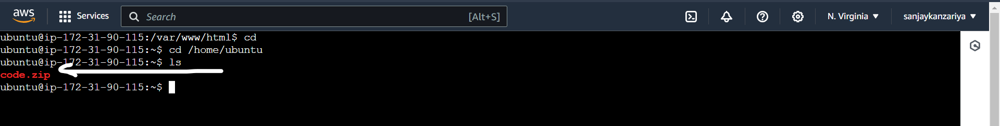 aws Services Search [Alt+S] N. Virginia sanjaykanzariya
ubuntu@ip-172-31-90-115:/var/www/html$ cd
ubuntu@ip-172-31-90-115:~$ cd /home/ubuntu
ubuntu@ip-172-31-90-115:~$ ls
code.zip
ubuntu@ip-172-31-90-115:~$